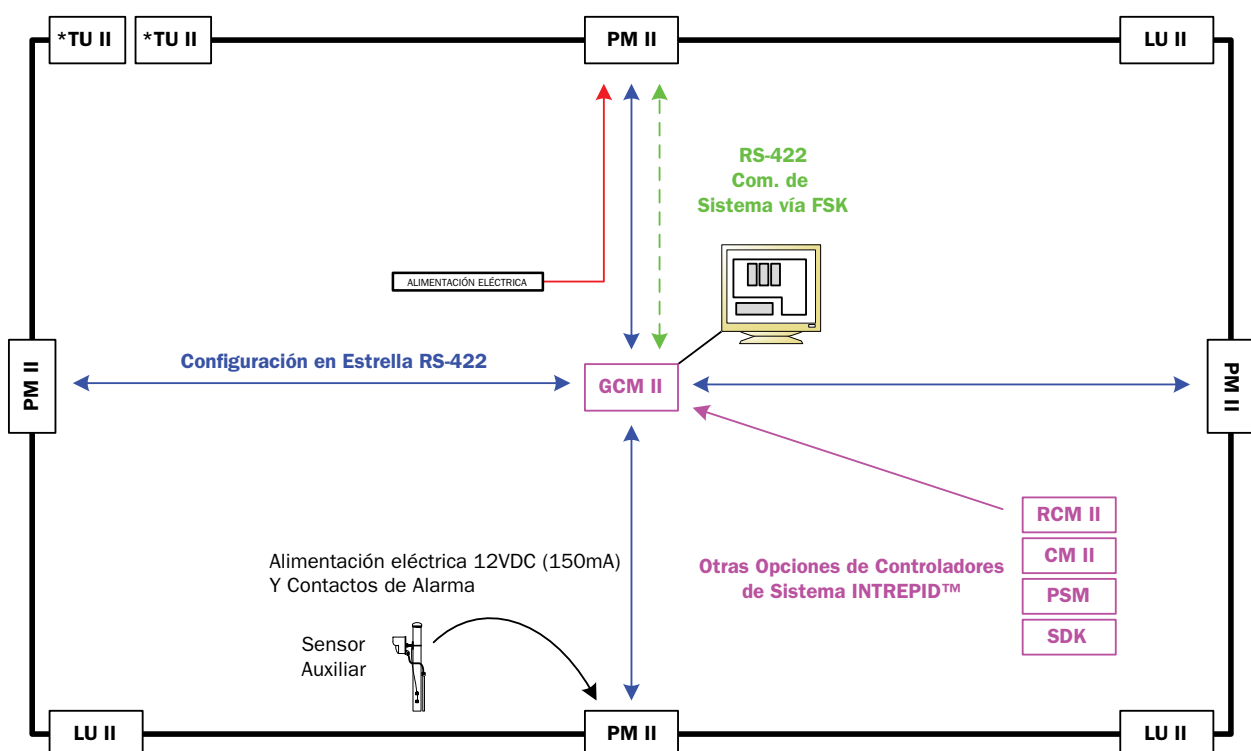 *TU II
*TU II
PM II
LU II
RS-422
Com. de
Sistema vía FSK
ALIMENTACIÓN ELÉCTRICA
Configuración en Estrella RS-422
PM II
GCM II
PM II
RCM II
CM II
PSM
SDK
Otras Opciones de Controladores
de Sistema INTREPID™
Alimentación eléctrica 12VDC (150mA)
Y Contactos de Alarma
Sensor
Auxiliar
LU II
PM II
LU II